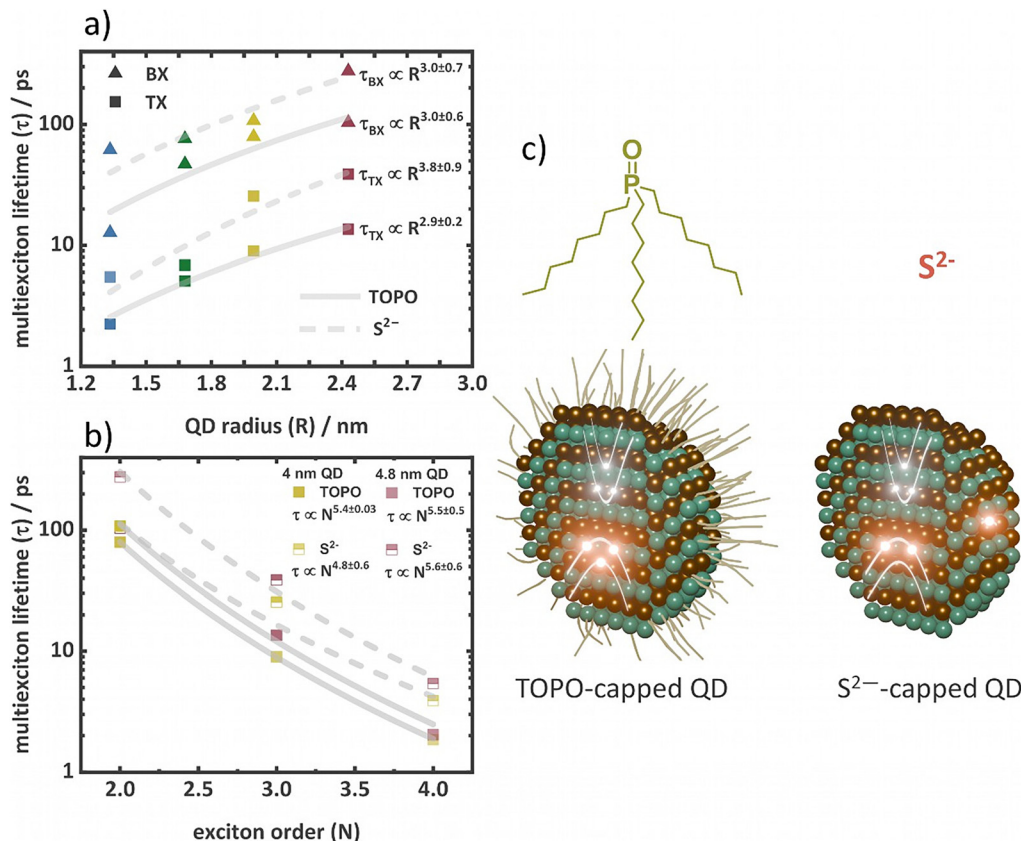 a)
BX
TX
τBX ∝ R3.0±0.7
τBX ∝ R3.0±0.6
τTX ∝ R3.8±0.9
τTX ∝ R2.9±0.2
TOPO
S2−
100
10
1
1.2 1.5 1.8 2.1 2.4 2.7 3.0
multiexciton lifetime (τ) / ps
QD radius (R) / nm
b)
4 nm QD 4.8 nm QD
TOPO TOPO
τ ∝ N5.4±0.03 τ ∝ N5.5±0.5
S2- S2-
τ ∝ N4.8±0.6 τ ∝ N5.6±0.6
100
10
1
2.0 2.5 3.0 3.5 4.0
multiexciton lifetime (τ) / ps
exciton order (N)
c)
O
P
S2-
TOPO-capped QD
S2—-capped QD